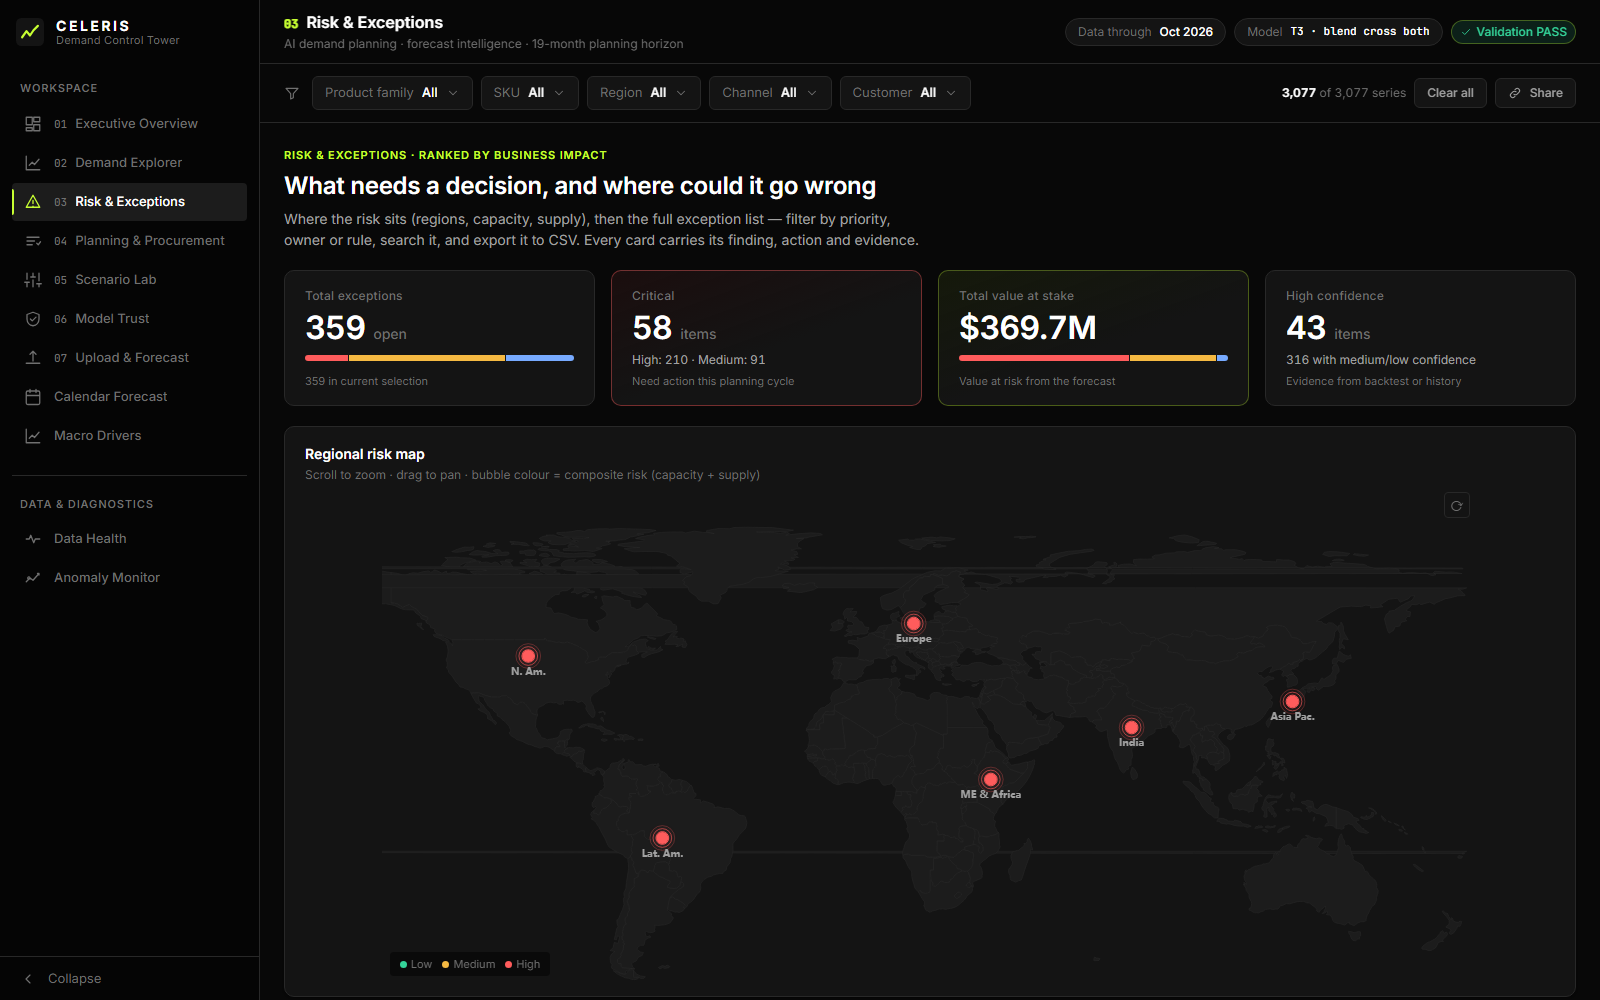 CELERIS
Demand Control Tower
WORKSPACE
01 Executive Overview
02 Demand Explorer
03 Risk & Exceptions
04 Planning & Procurement
05 Scenario Lab
06 Model Trust
07 Upload & Forecast
Calendar Forecast
Macro Drivers
DATA & DIAGNOSTICS
Data Health
Anomaly Monitor
Collapse
03 Risk & Exceptions
AI demand planning · forecast intelligence · 19-month planning horizon
Data through Oct 2026
Model T3 · blend cross both
Validation PASS
Product family All
SKU All
Region All
Channel All
Customer All
3,077 of 3,077 series
Clear all
Share
RISK & EXCEPTIONS · RANKED BY BUSINESS IMPACT
What needs a decision, and where could it go wrong
Where the risk sits (regions, capacity, supply), then the full exception list — filter by priority,
owner or rule, search it, and export it to CSV. Every card carries its finding, action and evidence.
Total exceptions
359 open
359 in current selection
Critical
58 items
High: 210 · Medium: 91
Need action this planning cycle
Total value at stake
$369.7M
Value at risk from the forecast
High confidence
43 items
316 with medium/low confidence
Evidence from backtest or history
Regional risk map
Scroll to zoom · drag to pan · bubble colour = composite risk (capacity + supply)
Europe
N. Am.
Asia Pac.
India
ME & Africa
Lat. Am.
Low Medium High